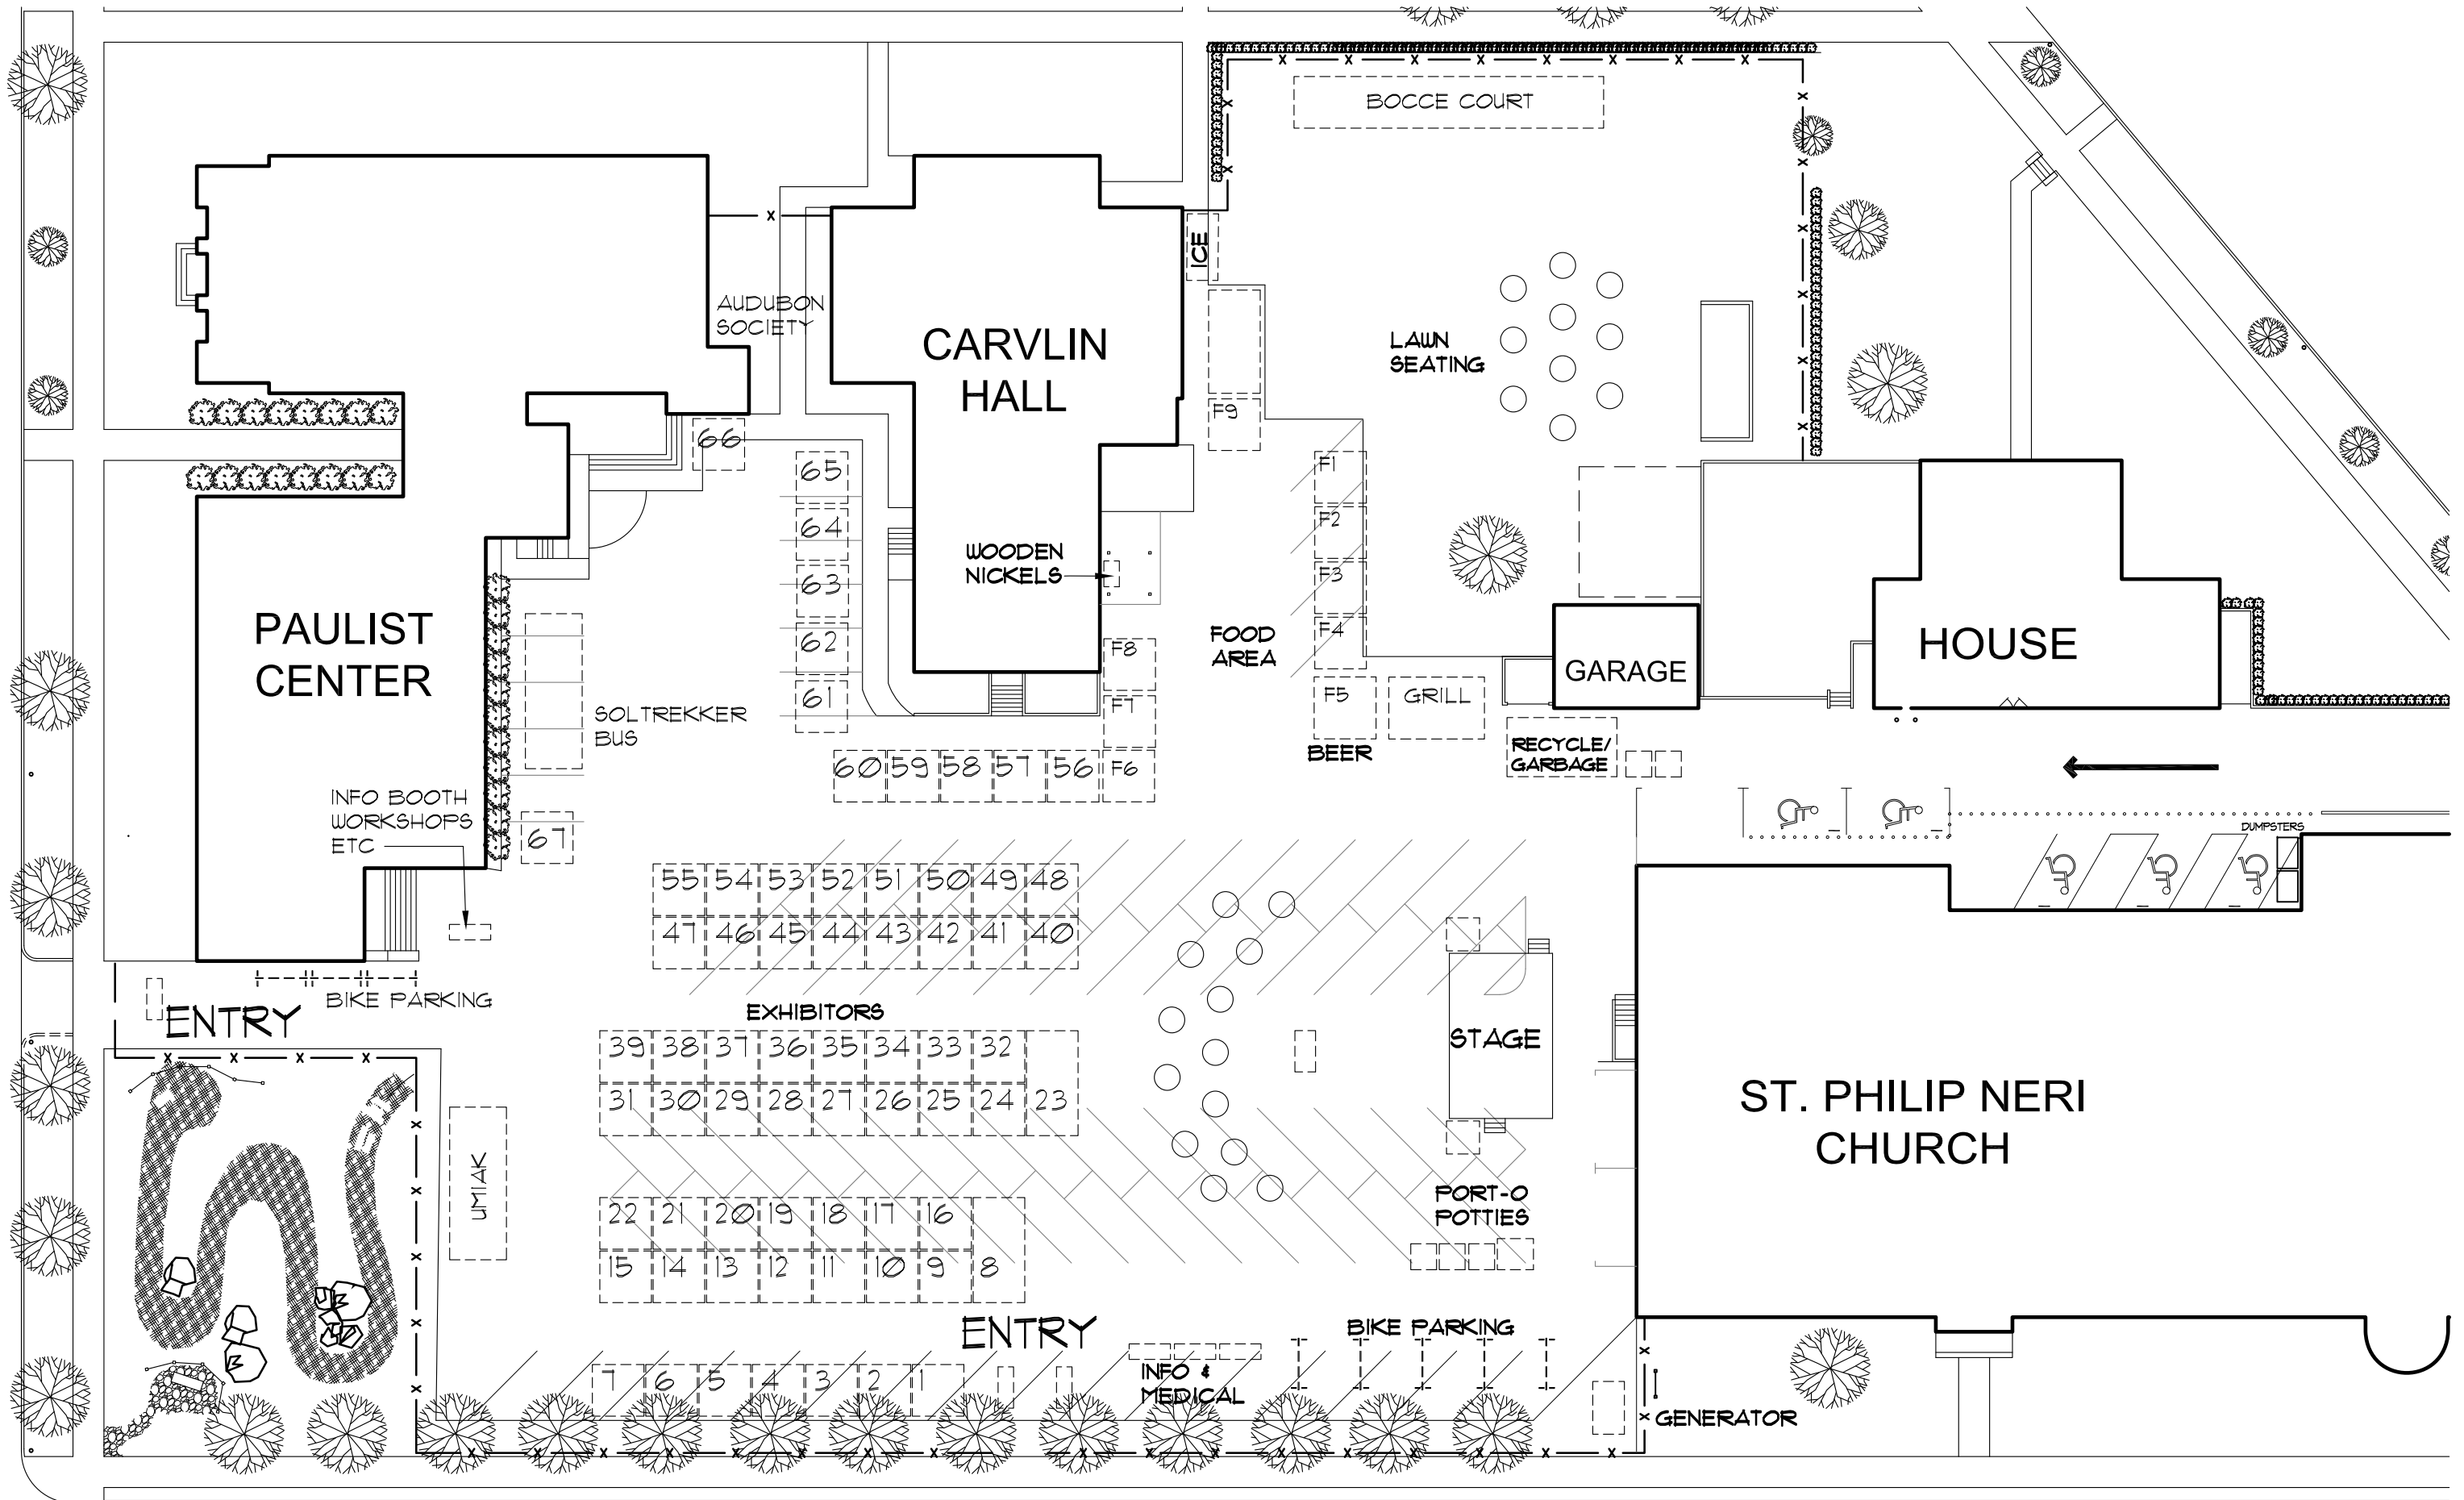 BOCCE COURT
ICE
AUDUBON
SOCIETY
CARVLIN
HALL
LAWN
SEATING
F9
66
65
F1
64
F2
WOODEN
NICKELS
63
F3
PAULIST
CENTER
62
FOOD
AREA
F4
F8
HOUSE
GARAGE
61
F5
GRILL
F7
SOLTREKKER
BUS
BEER
RECYCLE/
GARBAGE
60 59 58 57 56 F6
INFO BOOTH
WORKSHOPS
ETC
67
DUMPSTERS
55 54 53 52 51 50 49 48
47 46 45 44 43 42 41 40
BIKE PARKING
ENTRY
EXHIBITORS
STAGE
39 38 37 36 35 34 33 32
31 30 29 28 27 26 25 24 23
ST. PHILIP NERI
CHURCH
UMIAK
PORT-O
POTTIES
22 21 20 19 18 17 16
15 14 13 12 11 10 9 8
ENTRY
BIKE PARKING
INFO &
MEDICAL
7 6 5 4 3 2 1
GENERATOR